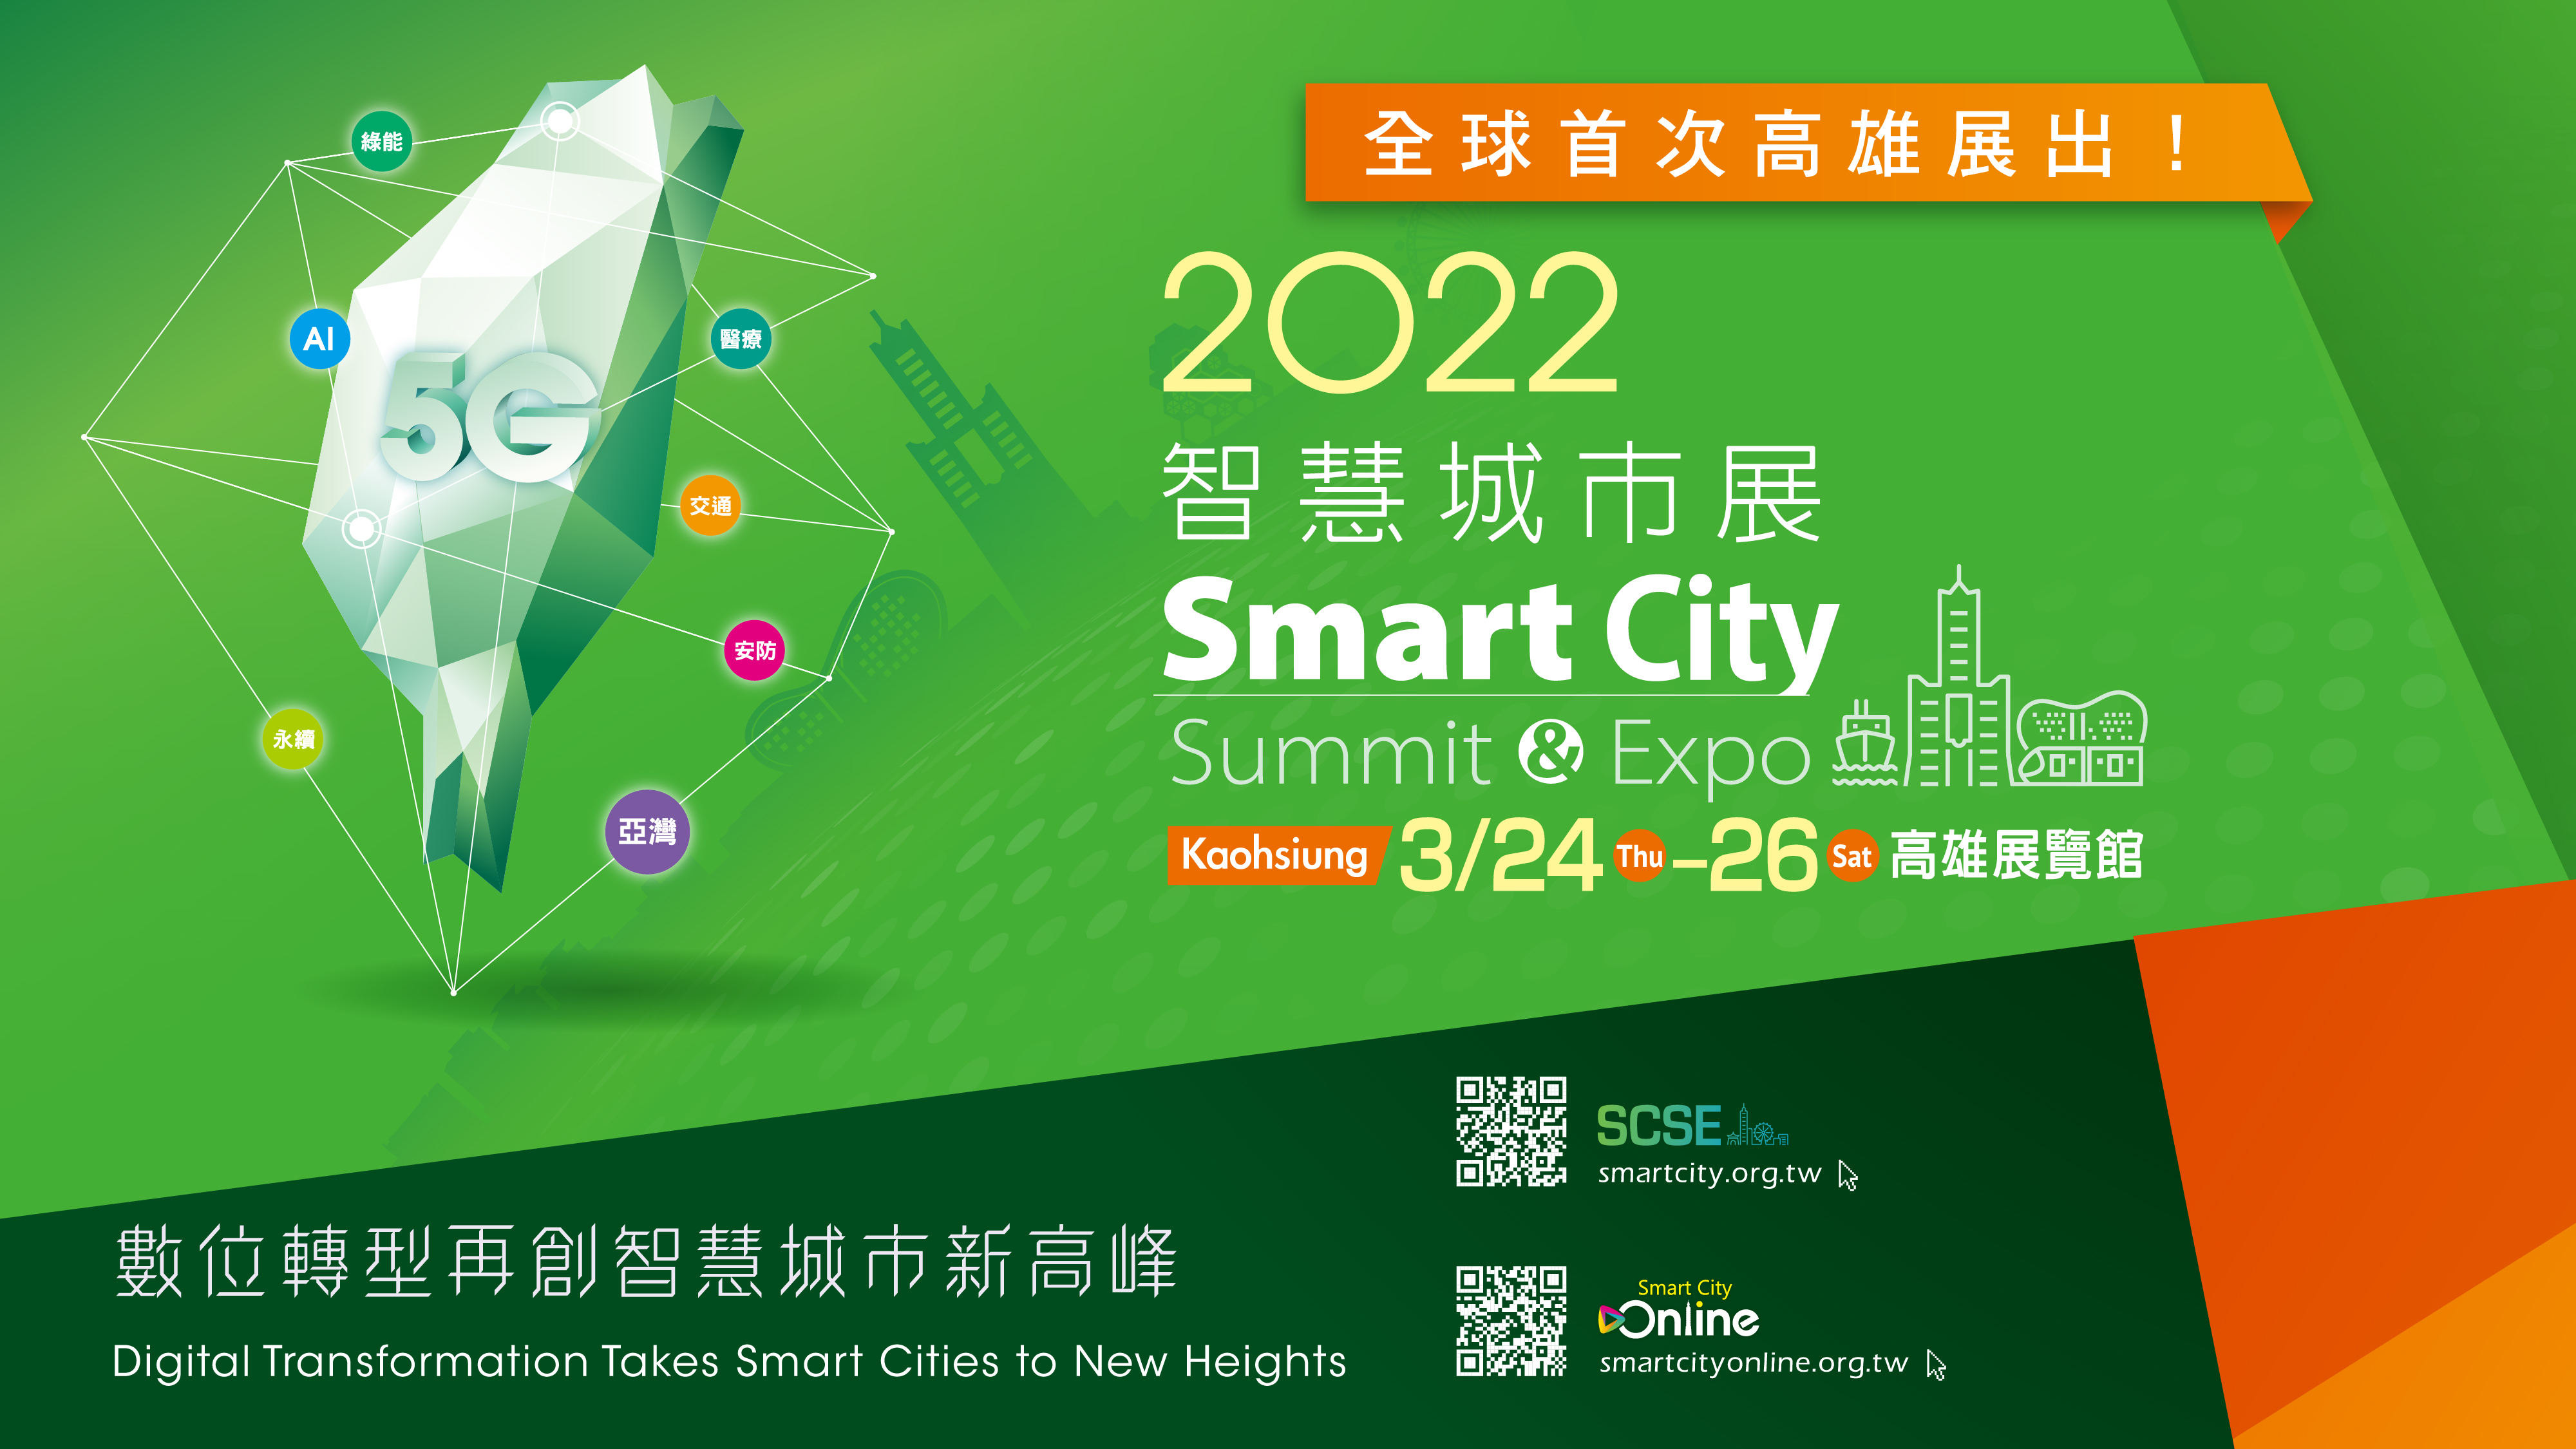 全球首次高雄展出！
2022
智慧城市展
Smart City
Summit & Expo
Kaohsiung 3/24 Thu –26 Sat 高雄展覽館
綠能
AI
醫療
5G
交通
安防
永續
亞灣
數位轉型再創智慧城市新高峰
Digital Transformation Takes Smart Cities to New Heights
SCSE
smartcity.org.tw
Smart City
Online
smartcityonline.org.tw